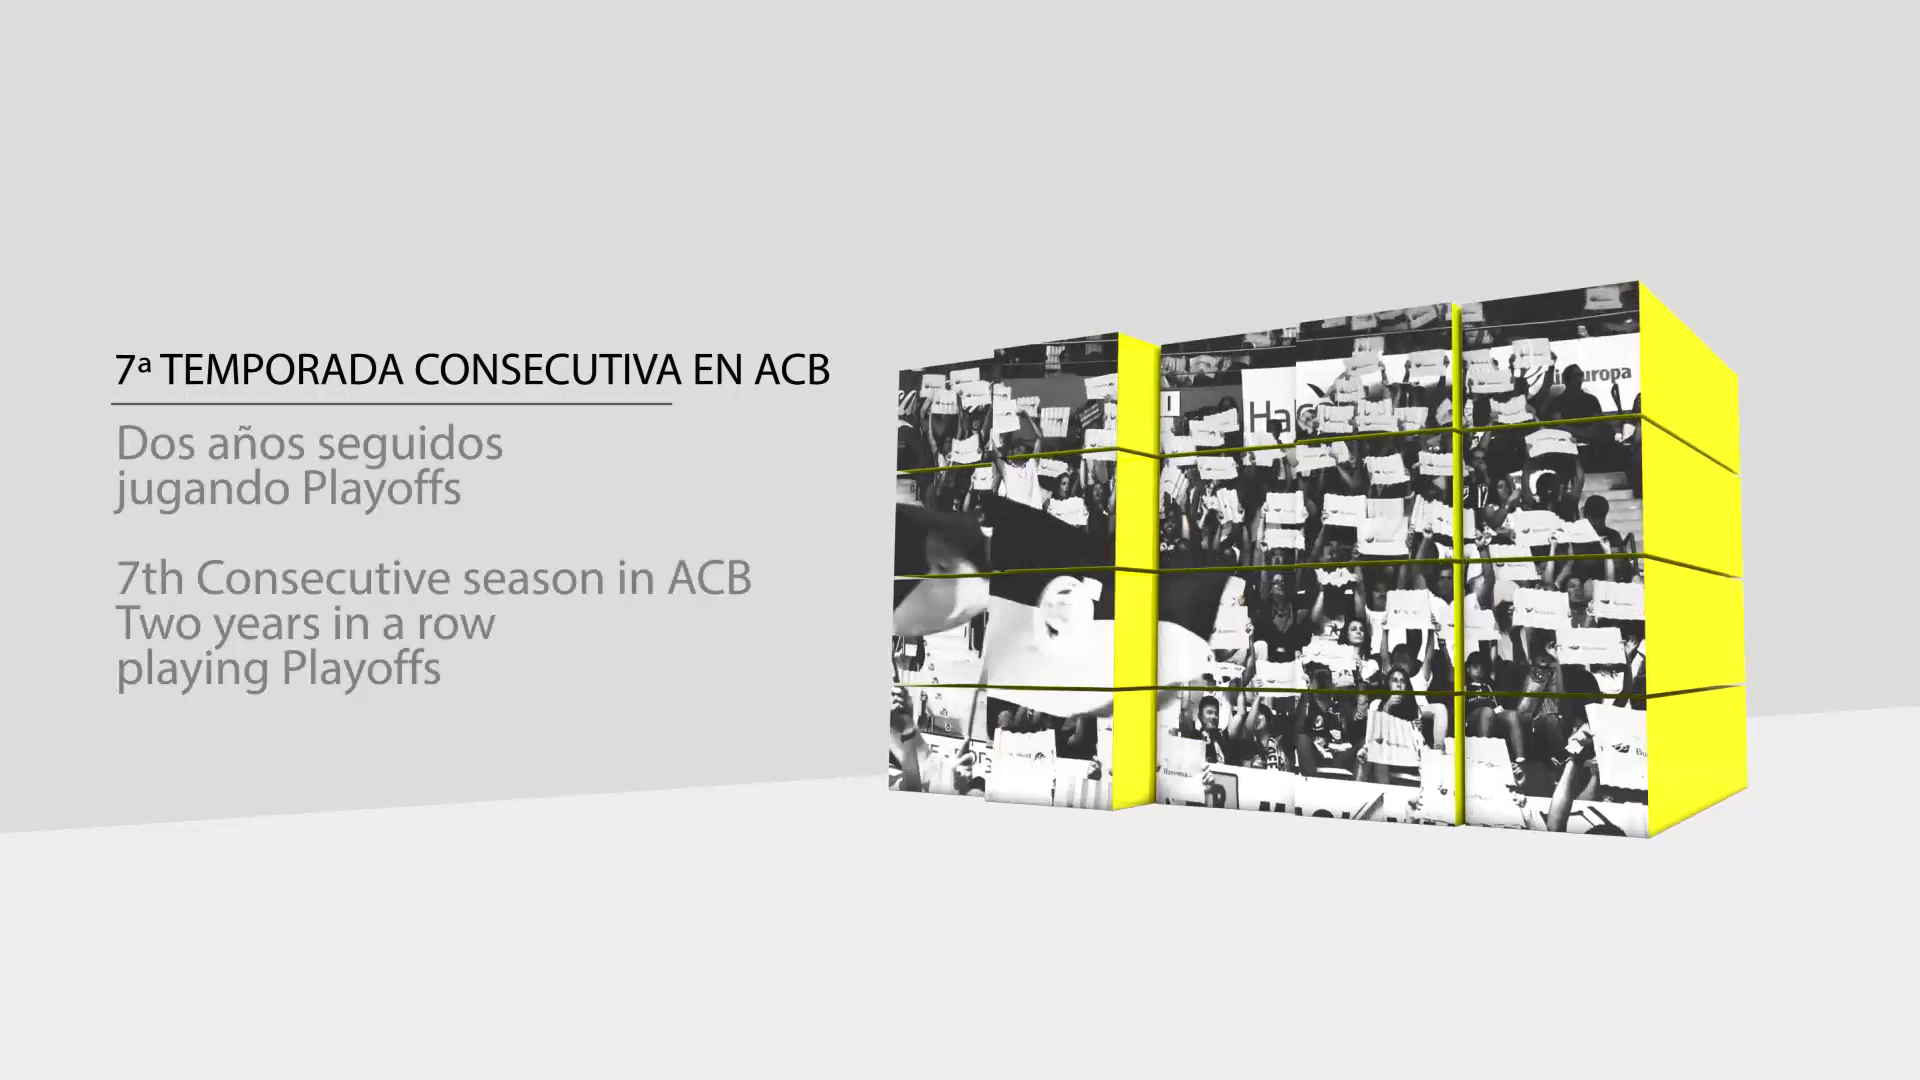 7ª TEMPORADA CONSECUTIVA EN ACB
Dos años seguidos
jugando Playoffs
7th Consecutive season in ACB
Two years in a row
playing Playoffs